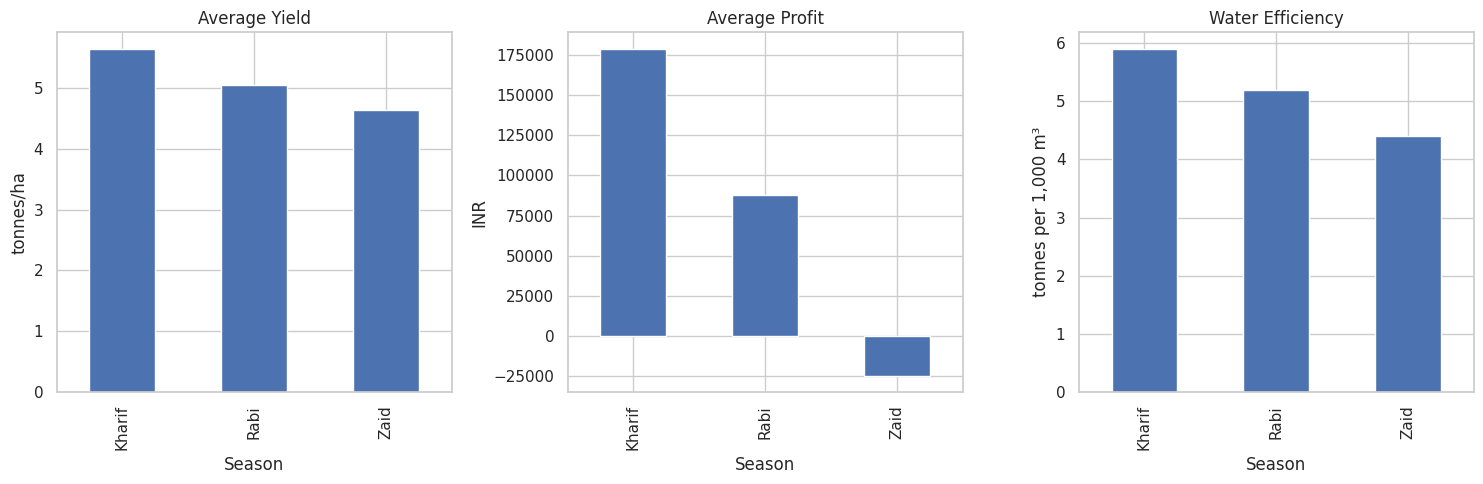 Average Yield
tonnes/ha
5
4
3
2
1
0
Kharif
Rabi
Zaid
Season
Average Profit
INR
175000
150000
125000
100000
75000
50000
25000
0
−25000
Kharif
Rabi
Zaid
Season
Water Efficiency
tonnes per 1,000 m³
6
5
4
3
2
1
0
Kharif
Rabi
Zaid
Season